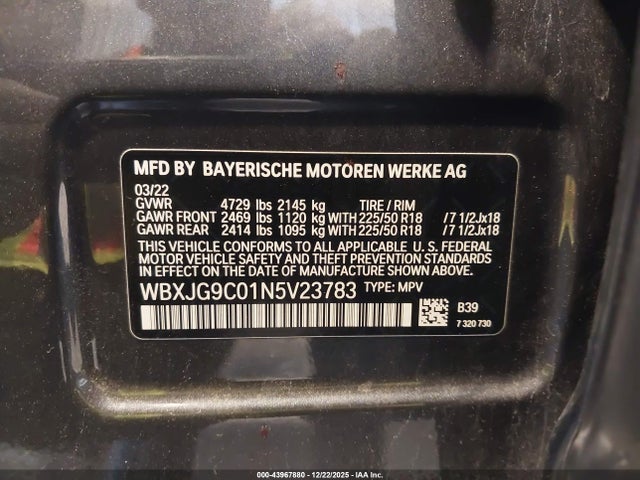 MFD BY BAYERISCHE MOTOREN WERKE AG
03/22
GVWR 4729 lbs 2145 kg TIRE / RIM
GAWR FRONT 2469 lbs 1120 kg WITH 225/50 R18 /7 1/2Jx18
GAWR REAR 2414 lbs 1095 kg WITH 225/50 R18 /7 1/2Jx18
THIS VEHICLE CONFORMS TO ALL APPLICABLE U. S. FEDERAL
MOTOR VEHICLE SAFETY AND THEFT PREVENTION STANDARDS
IN EFFECT ON THE DATE OF MANUFACTURE SHOWN ABOVE.
WBXJG9C01N5V23783 TYPE: MPV
B39
7 320 730
000-43967880 - 12/22/2025 - IAA Inc.